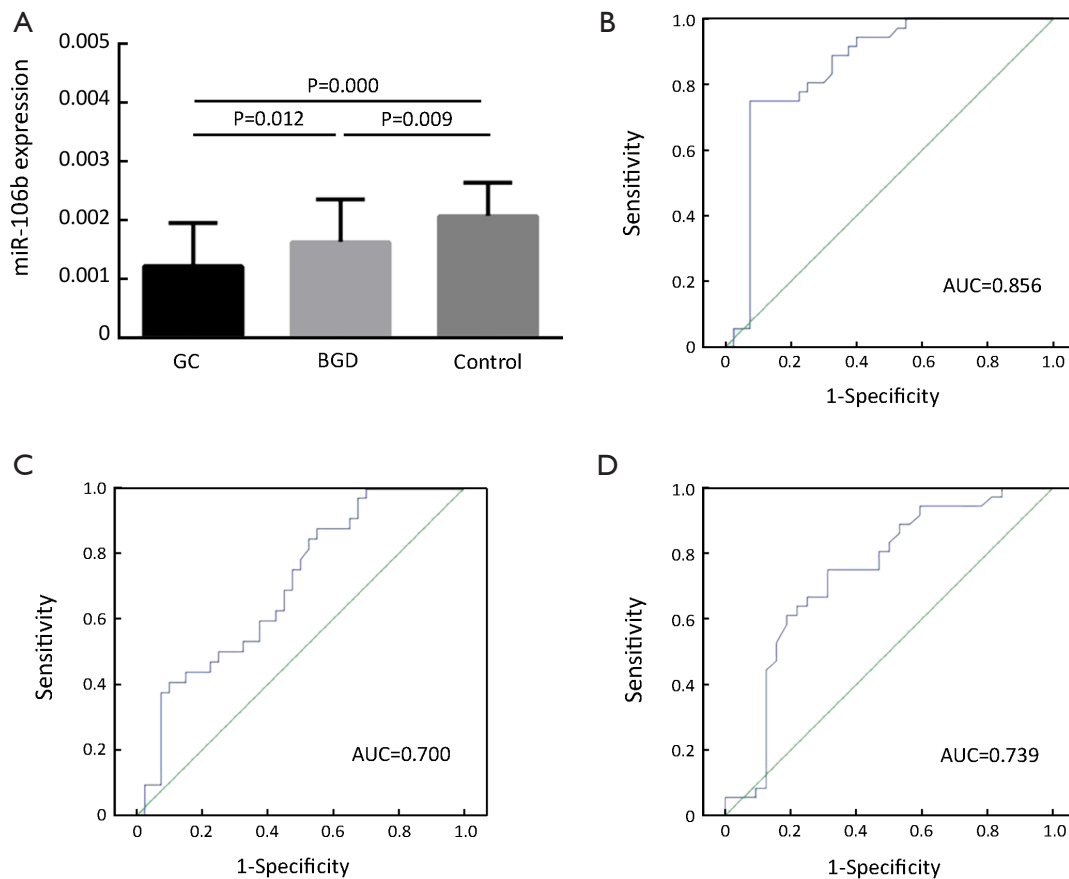 A
miR-106b expression
0.005
0.004
0.003
0.002
0.001
0
P=0.000
P=0.012
P=0.009
GC
BGD
Control
B
Sensitivity
1.0
0.8
0.6
0.4
0.2
0
AUC=0.856
0
0.2
0.4
0.6
0.8
1.0
1-Specificity
C
Sensitivity
1.0
0.8
0.6
0.4
0.2
0
AUC=0.700
0
0.2
0.4
0.6
0.8
1.0
1-Specificity
D
Sensitivity
1.0
0.8
0.6
0.4
0.2
0
AUC=0.739
0
0.2
0.4
0.6
0.8
1.0
1-Specificity